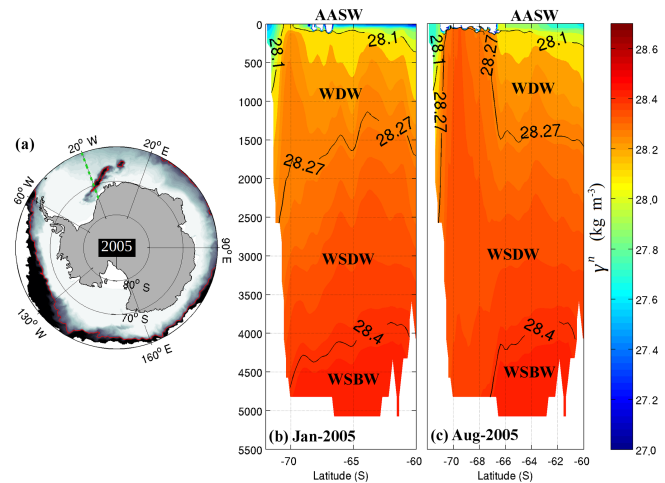 (a)
20° W
20° E
60° W
90° E
2005
80° S
70° S
130° W
160° E
AASW
0
500
1000
1500
2000
2500
3000
3500
4000
4500
5000
5500
28.1
28.1
WDW
28.27
28.27
WSDW
28.4
WSBW
(b) Jan-2005
-70
-65
-60
Latitude (S)
AASW
28.27
28.1
28.1
28.27
WDW
28.27
WSDW
28.4
WSBW
(c) Aug-2005
-70
-68
-66
-64
-62
-60
Latitude (S)
28.6
28.4
28.2
28.0
27.8
27.6
27.4
27.2
27.0
γⁿ (kg m⁻³)